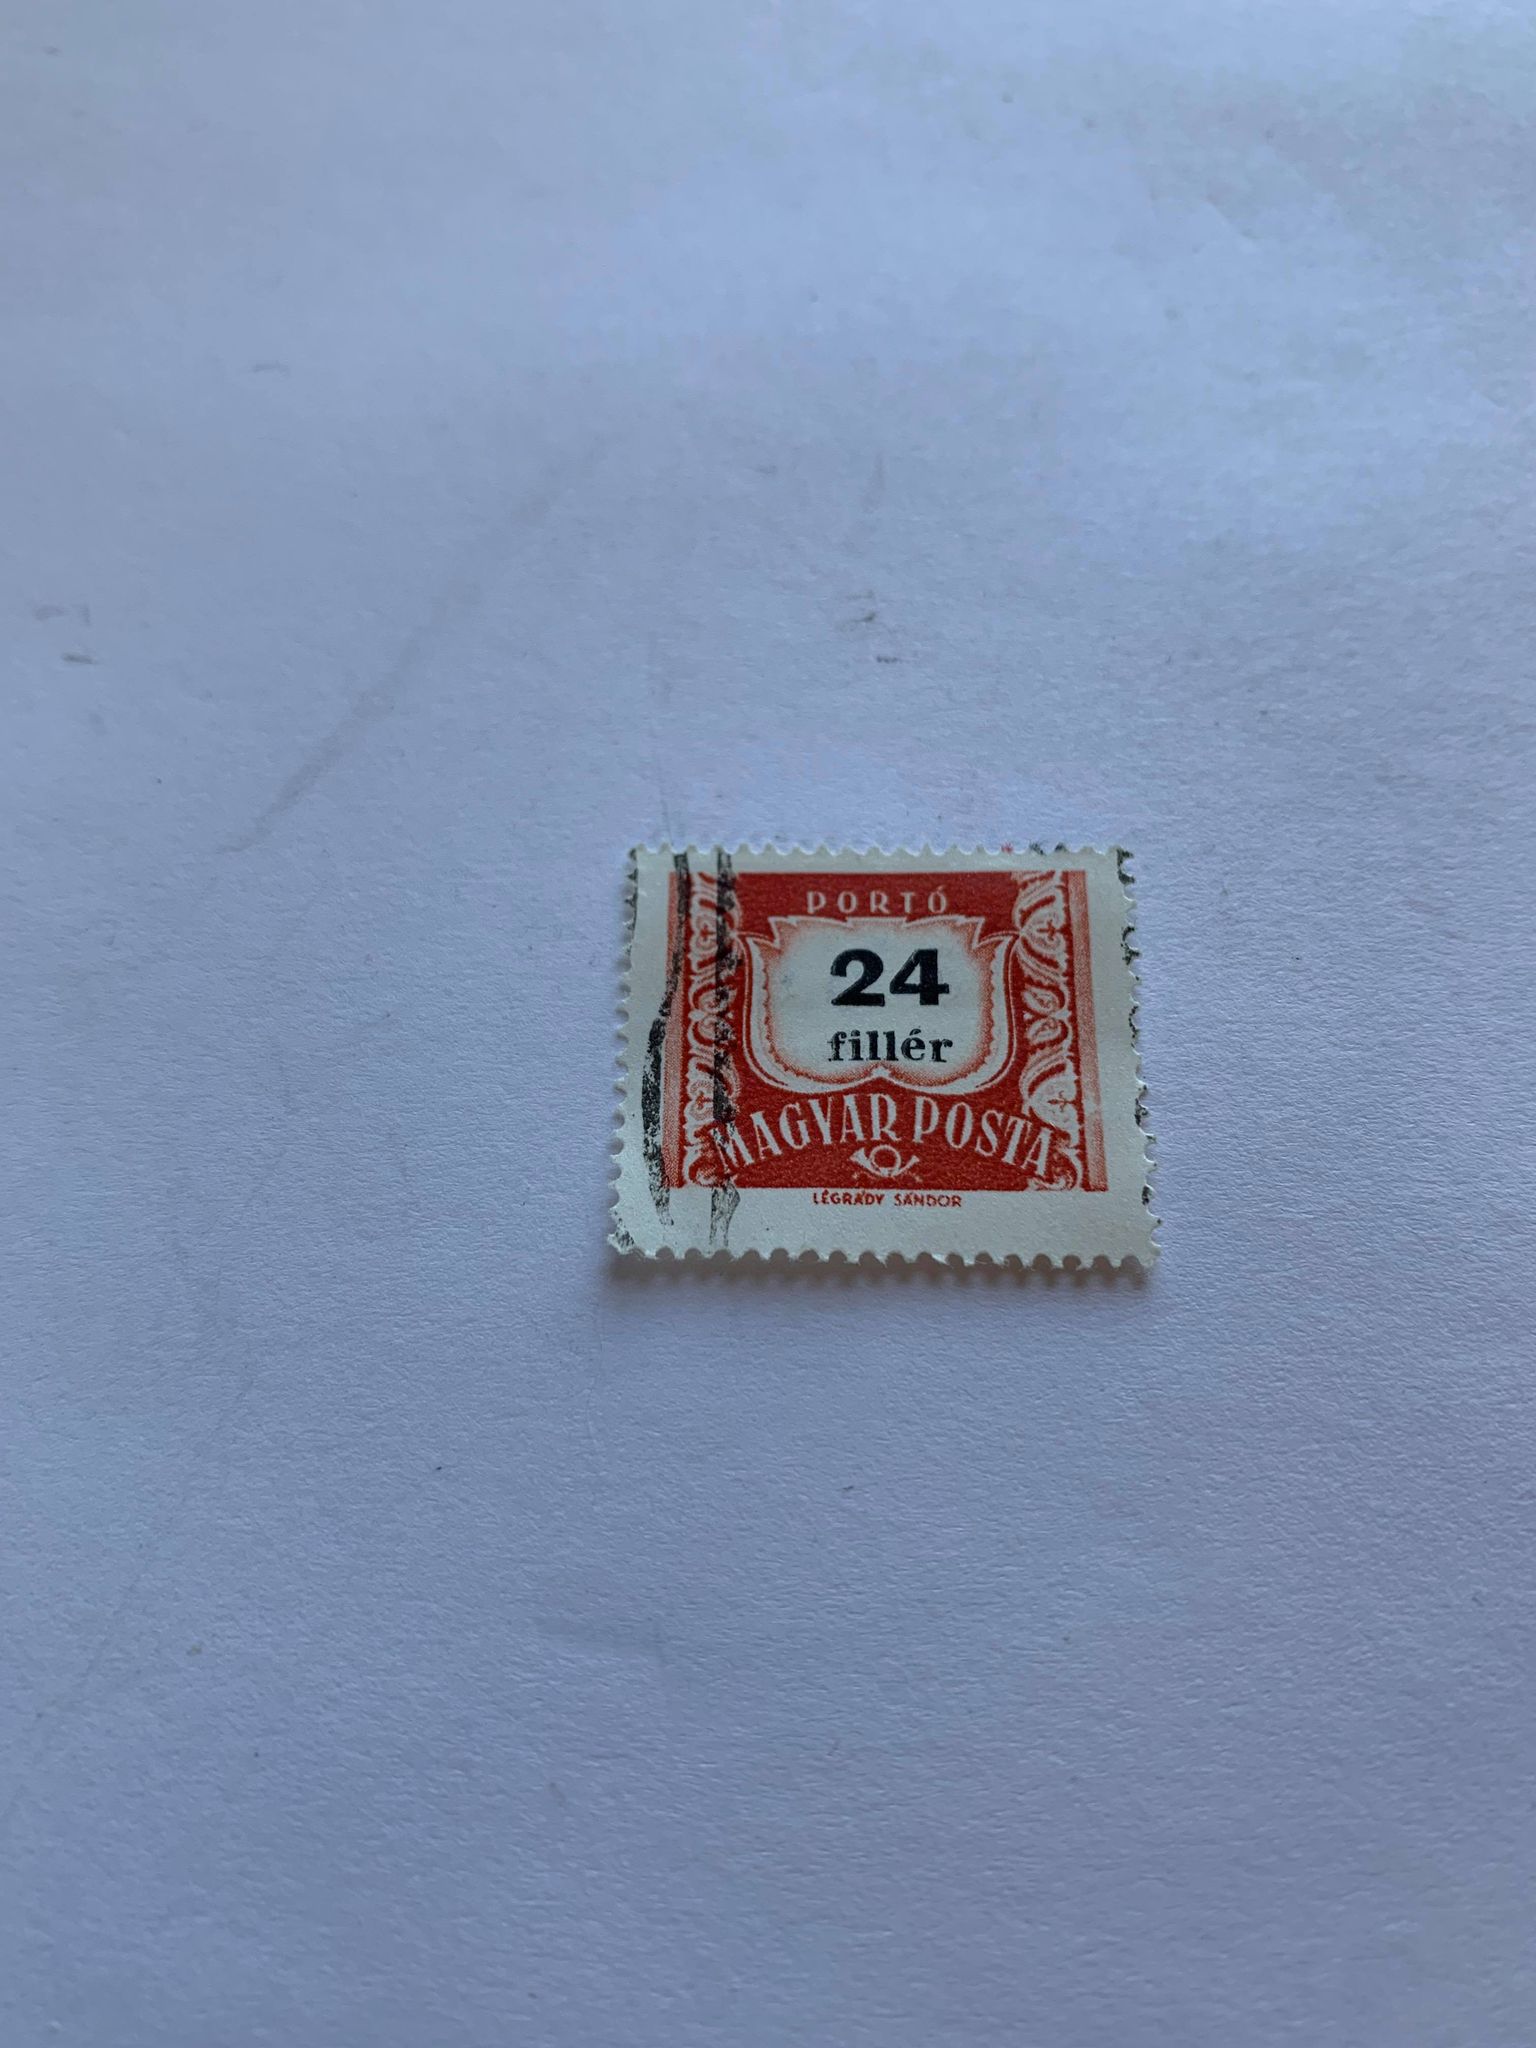 PORTÓ
24
fillér
MAGYAR POSTA
LÉGRÁDY SÁNDOR